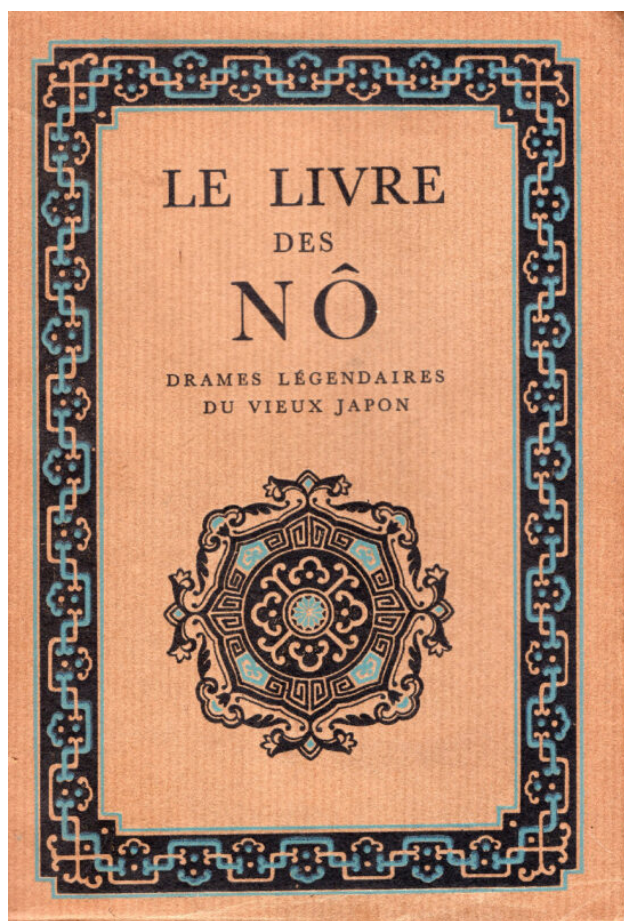 LE LIVRE
DES
NÔ
DRAMES LÉGENDAIRES
DU VIEUX JAPON